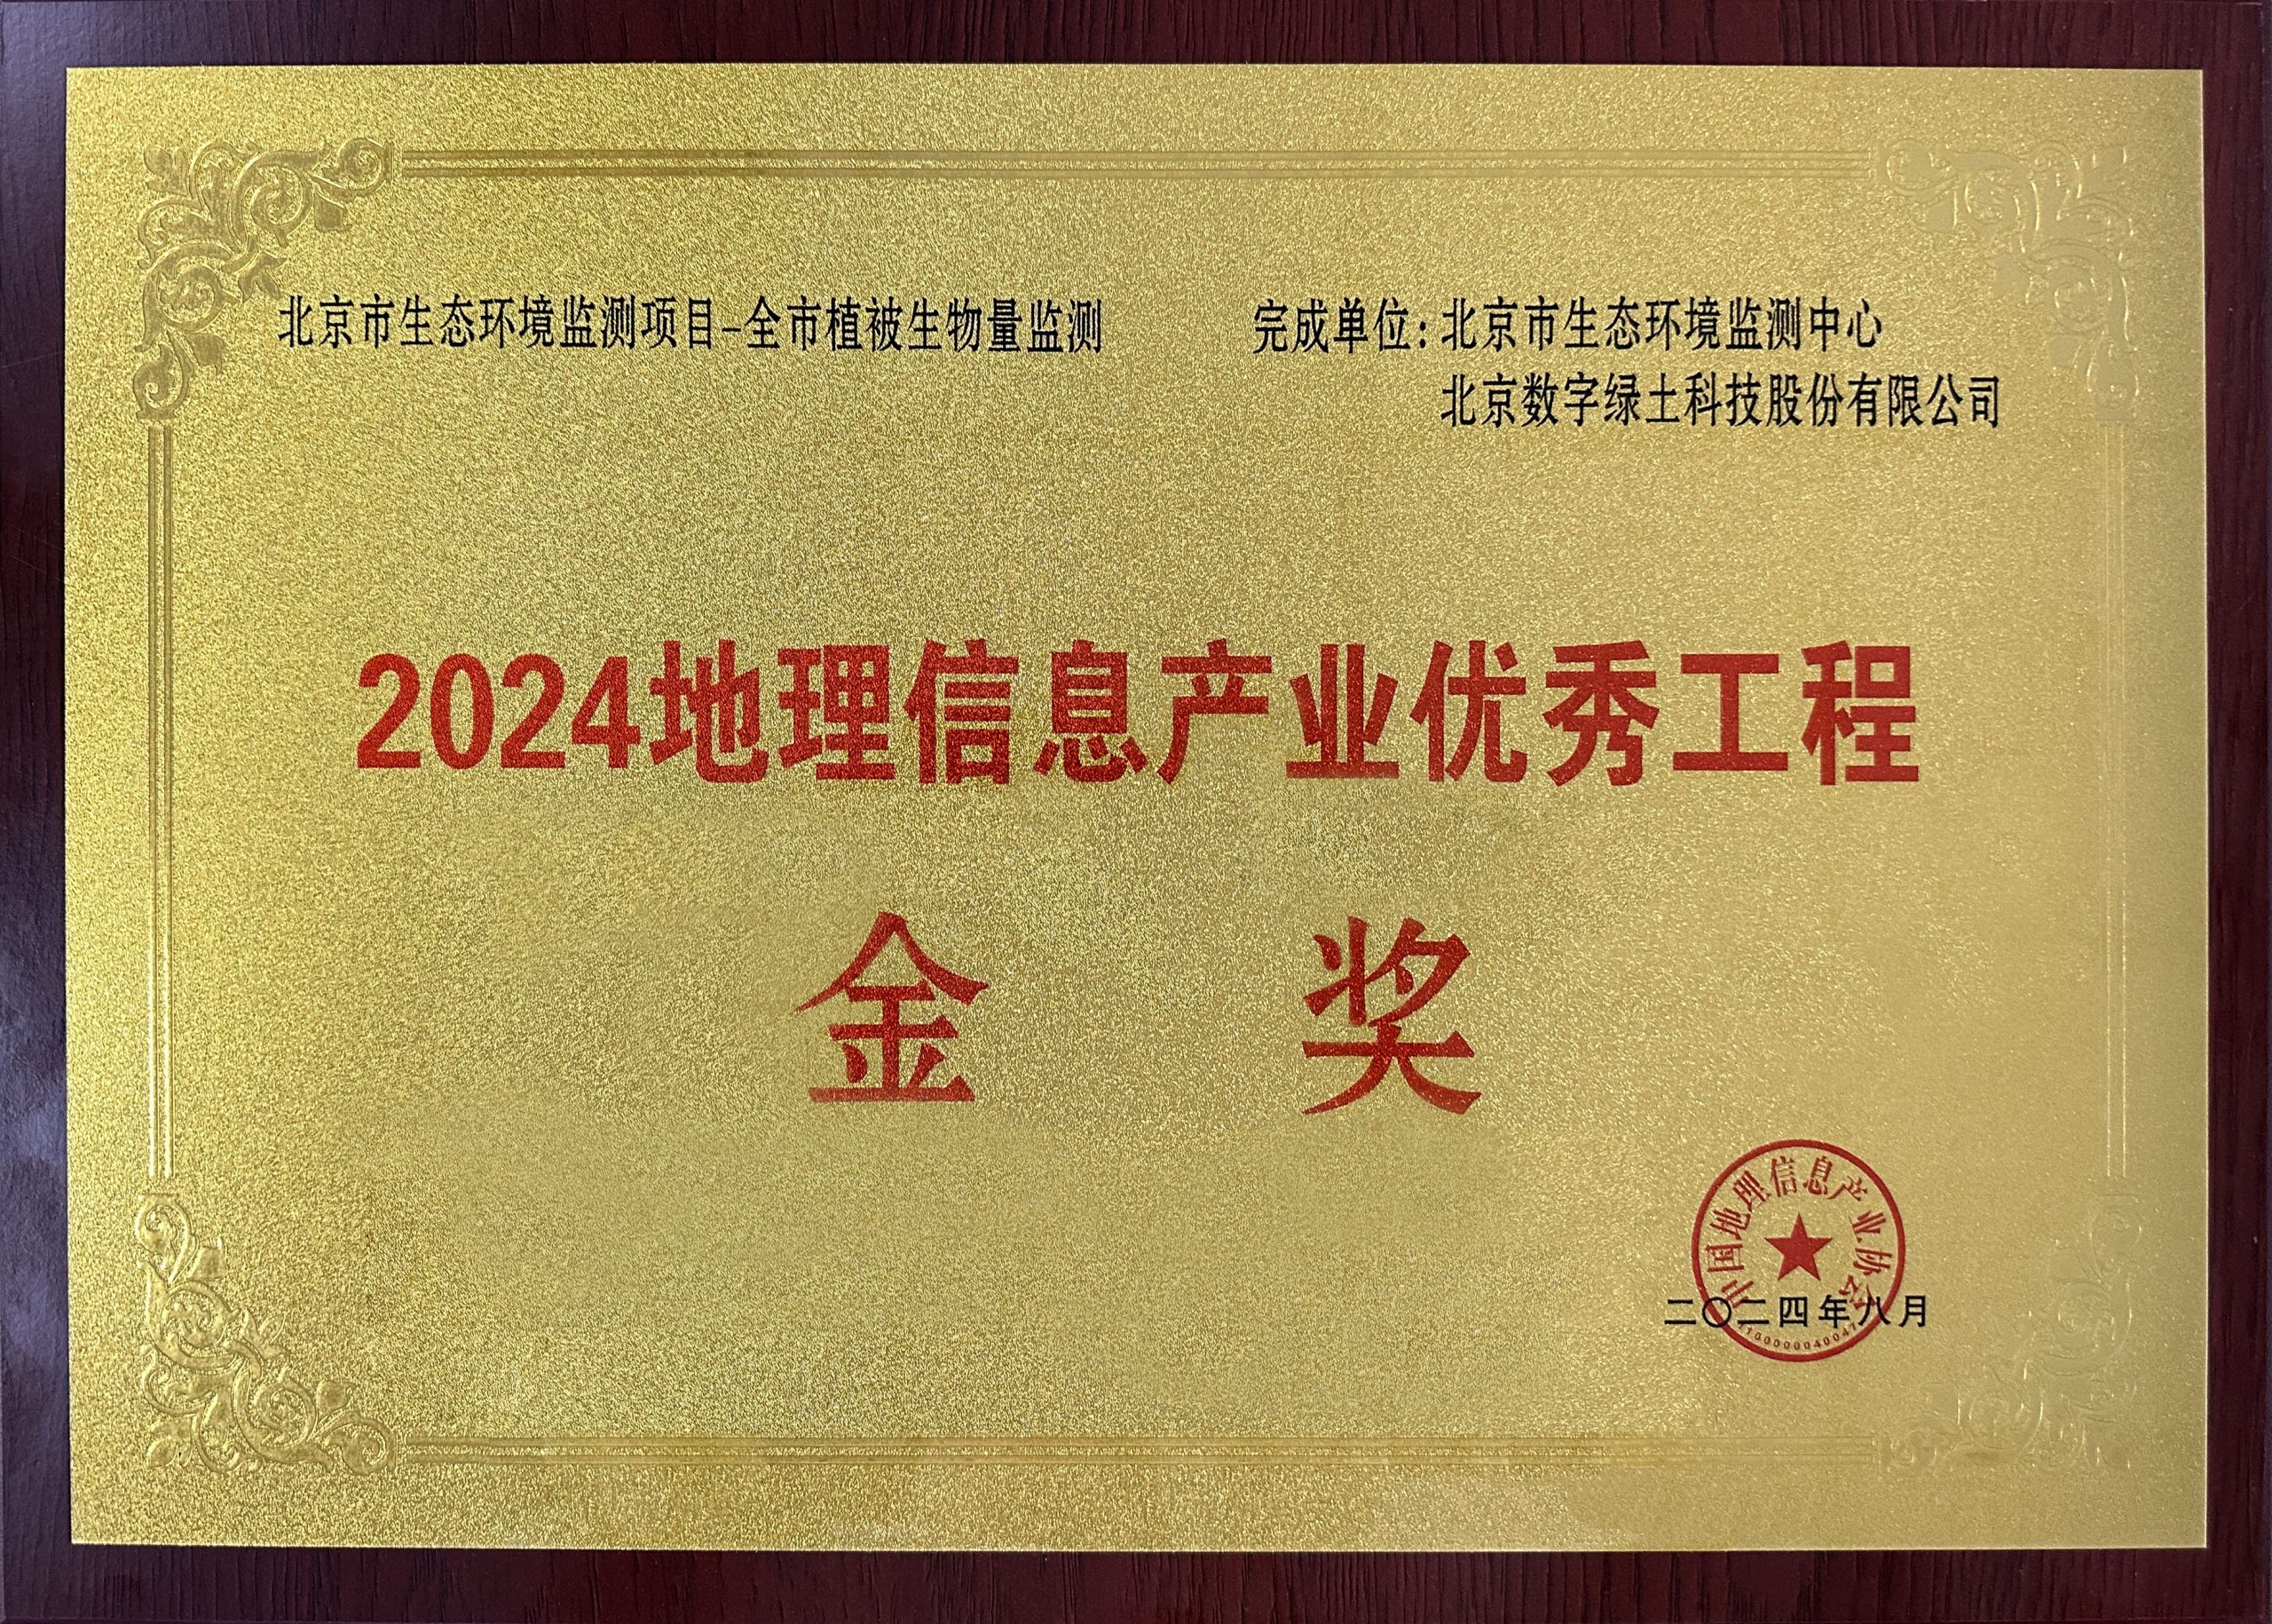 北京市生态环境监测项目-全市植被生物量监测
完成单位:北京市生态环境监测中心
北京数字绿土科技股份有限公司
2024地理信息产业优秀工程
金 奖
中国地理信息产业协会
二〇二四年八月